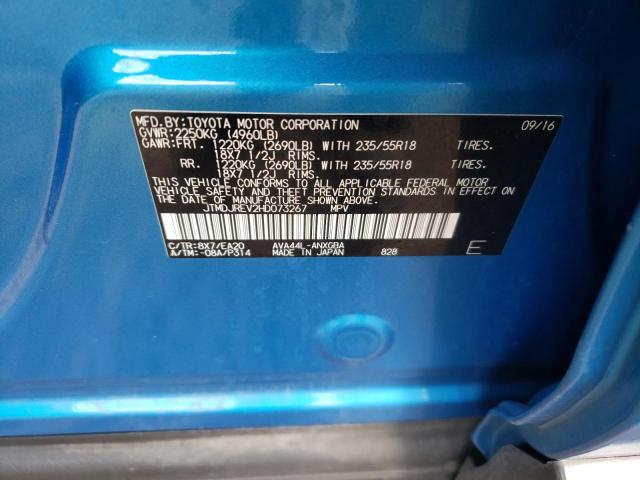 MFD.BY:TOYOTA MOTOR CORPORATION 09/16
GVWR:2250KG (4960LB)
GAWR:FRT. 1220KG (2690LB) WITH 235/55R18 TIRES.
18X7 1/2J RIMS.
RR. 1220KG (2690LB) WITH 235/55R18 TIRES.
18X7 1/2J RIMS.
THIS VEHICLE CONFORMS TO ALL APPLICABLE FEDERAL MOTOR
VEHICLE SAFETY AND THEFT PREVENTION STANDARDS IN EFFECT ON
THE DATE OF MANUFACTURE SHOWN ABOVE.
JTMDJREV2HD073267 MPV
C/TR:8X7/EA20 AVA44L-ANXGBA
A/TM:-08A/P314 MADE IN JAPAN 828 E